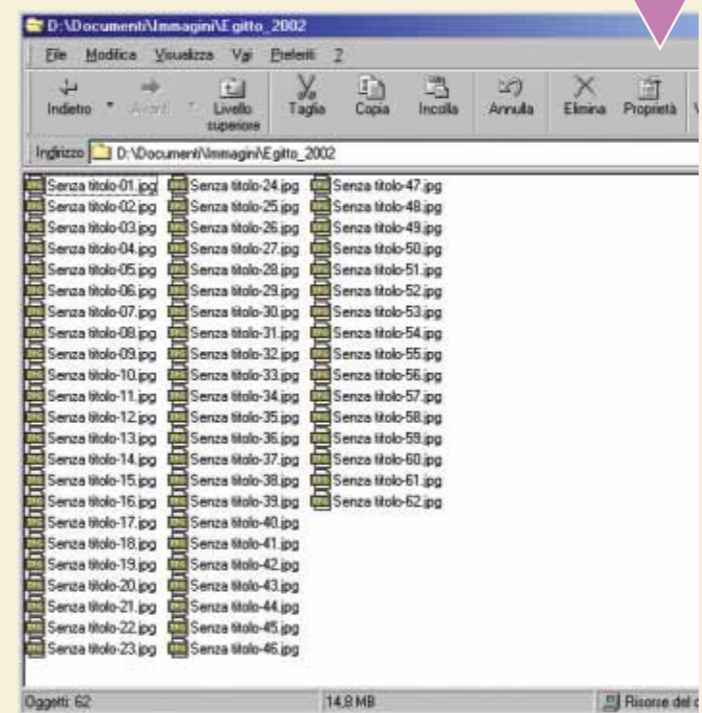 D:\Documenti\Immagini\Egitto_2002
File Modifica Visualizza Vai Preferiti ?
Indietro Avanti Livello superiore Taglia Copia Incolla Annulla Elimina Proprietà
Indirizzo D:\Documenti\Immagini\Egitto_2002
Senza titolo-01.jpg Senza titolo-24.jpg Senza titolo-47.jpg
Senza titolo-02.jpg Senza titolo-25.jpg Senza titolo-48.jpg
Senza titolo-03.jpg Senza titolo-26.jpg Senza titolo-49.jpg
Senza titolo-04.jpg Senza titolo-27.jpg Senza titolo-50.jpg
Senza titolo-05.jpg Senza titolo-28.jpg Senza titolo-51.jpg
Senza titolo-06.jpg Senza titolo-29.jpg Senza titolo-52.jpg
Senza titolo-07.jpg Senza titolo-30.jpg Senza titolo-53.jpg
Senza titolo-08.jpg Senza titolo-31.jpg Senza titolo-54.jpg
Senza titolo-09.jpg Senza titolo-32.jpg Senza titolo-55.jpg
Senza titolo-10.jpg Senza titolo-33.jpg Senza titolo-56.jpg
Senza titolo-11.jpg Senza titolo-34.jpg Senza titolo-57.jpg
Senza titolo-12.jpg Senza titolo-35.jpg Senza titolo-58.jpg
Senza titolo-13.jpg Senza titolo-36.jpg Senza titolo-59.jpg
Senza titolo-14.jpg Senza titolo-37.jpg Senza titolo-60.jpg
Senza titolo-15.jpg Senza titolo-38.jpg Senza titolo-61.jpg
Senza titolo-16.jpg Senza titolo-39.jpg Senza titolo-62.jpg
Senza titolo-17.jpg Senza titolo-40.jpg
Senza titolo-18.jpg Senza titolo-41.jpg
Senza titolo-19.jpg Senza titolo-42.jpg
Senza titolo-20.jpg Senza titolo-43.jpg
Senza titolo-21.jpg Senza titolo-44.jpg
Senza titolo-22.jpg Senza titolo-45.jpg
Senza titolo-23.jpg Senza titolo-46.jpg
Oggetti: 62 14,8 MB Risorse del